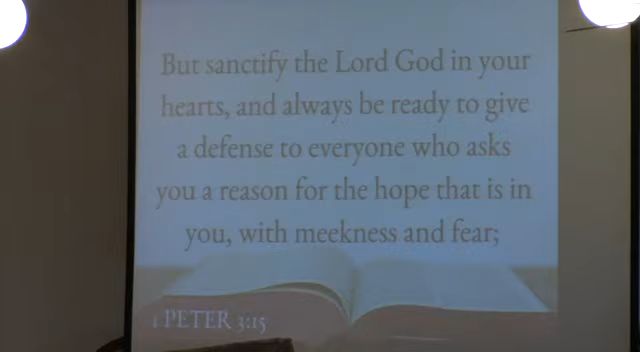 But sanctify the Lord God in your
hearts, and always be ready to give
a defense to everyone who asks
you a reason for the hope that is in
you, with meekness and fear;
1 PETER 3:15